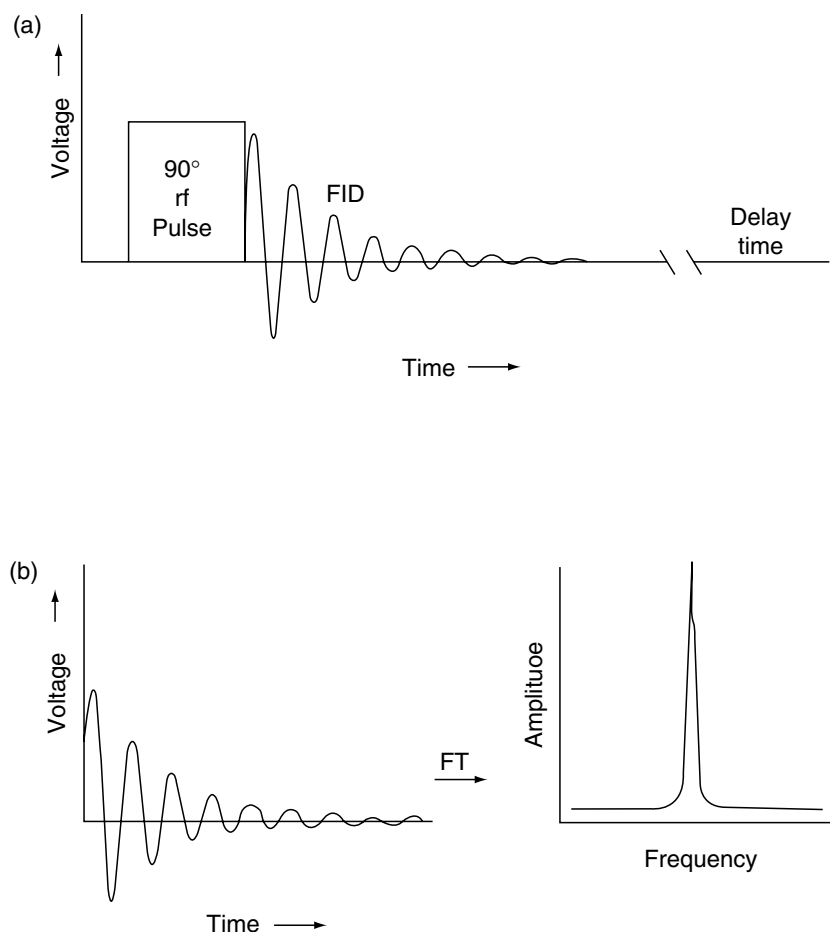 (a)
Voltage
90°
rf
Pulse
FID
Delay
time
Time
(b)
Voltage
FT
Amplituoe
Time
Frequency